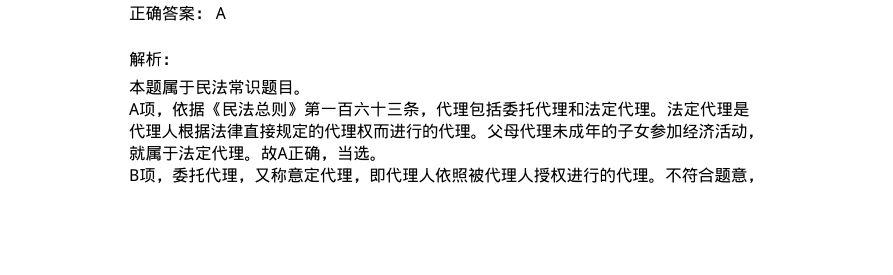 正确答案： A
解析：
本题属于民法常识题目。
A项，依据《民法总则》第一百六十三条，代理包括委托代理和法定代理。法定代理是
代理人根据法律直接规定的代理权而进行的代理。父母代理未成年的子女参加经济活动，
就属于法定代理。故A正确，当选。
B项，委托代理，又称意定代理，即代理人依照被代理人授权进行的代理。不符合题意，